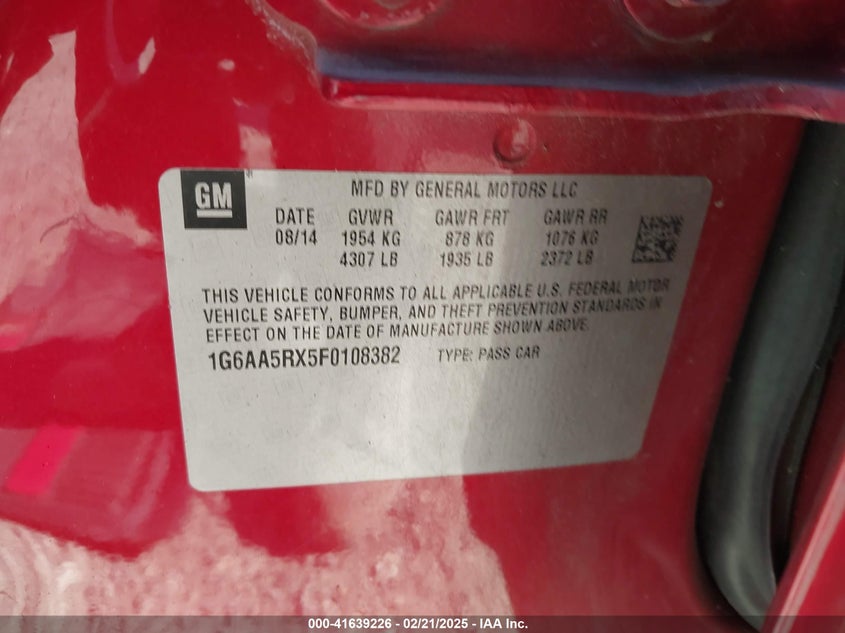 GM
MFD BY GENERAL MOTORS LLC
DATE GVWR GAWR FRT GAWR RR
08/14 1954 KG 878 KG 1076 KG
4307 LB 1935 LB 2372 LB
THIS VEHICLE CONFORMS TO ALL APPLICABLE U.S. FEDERAL MOTOR
VEHICLE SAFETY, BUMPER, AND THEFT PREVENTION STANDARDS IN
EFFECT ON THE DATE OF MANUFACTURE SHOWN ABOVE.
1G6AA5RX5F0108382 TYPE: PASS CAR
000-41639226 - 02/21/2025 - IAA Inc.